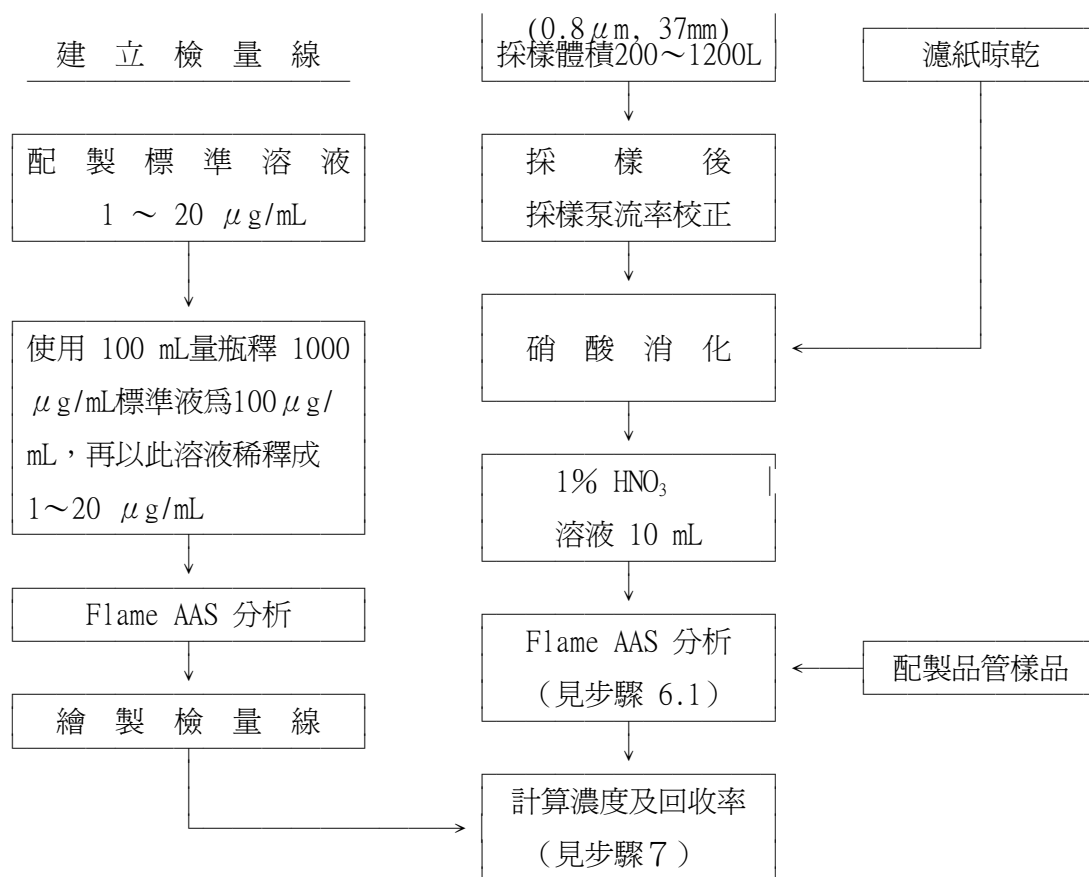 建立檢量線
配製標準溶液
1 ~ 20 μg/mL
使用 100 mL量瓶釋 1000
μg/mL標準液爲100μg/
mL，再以此溶液稀釋成
1～20 μg/mL
Flame AAS 分析
繪製檢量線
(0.8μm, 37mm)
採樣體積200～1200L
採樣後
採樣泵流率校正
硝酸消化
1% HNO₃
溶液 10 mL
Flame AAS 分析
（見步驟 6.1）
計算濃度及回收率
（見步驟７）
濾紙晾乾
配製品管樣品